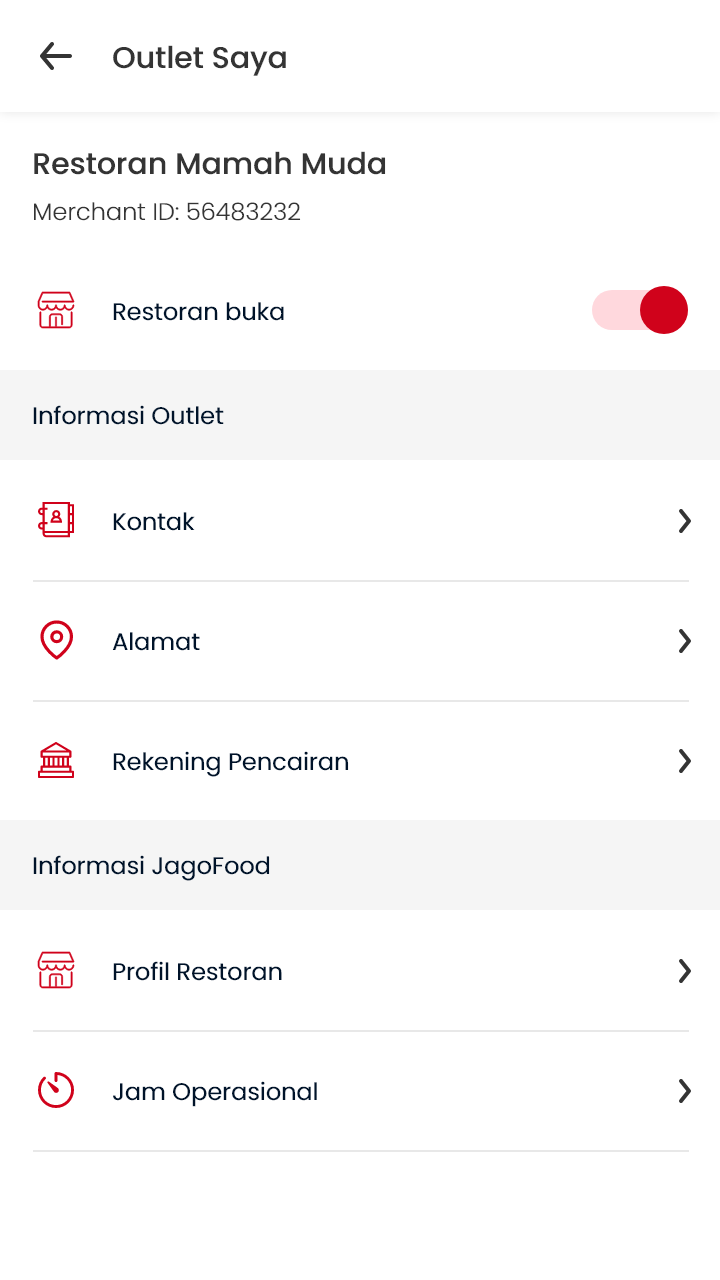 Outlet Saya
Restoran Mamah Muda
Merchant ID: 56483232
Restoran buka
Informasi Outlet
Kontak
Alamat
Rekening Pencairan
Informasi JagoFood
Profil Restoran
Jam Operasional